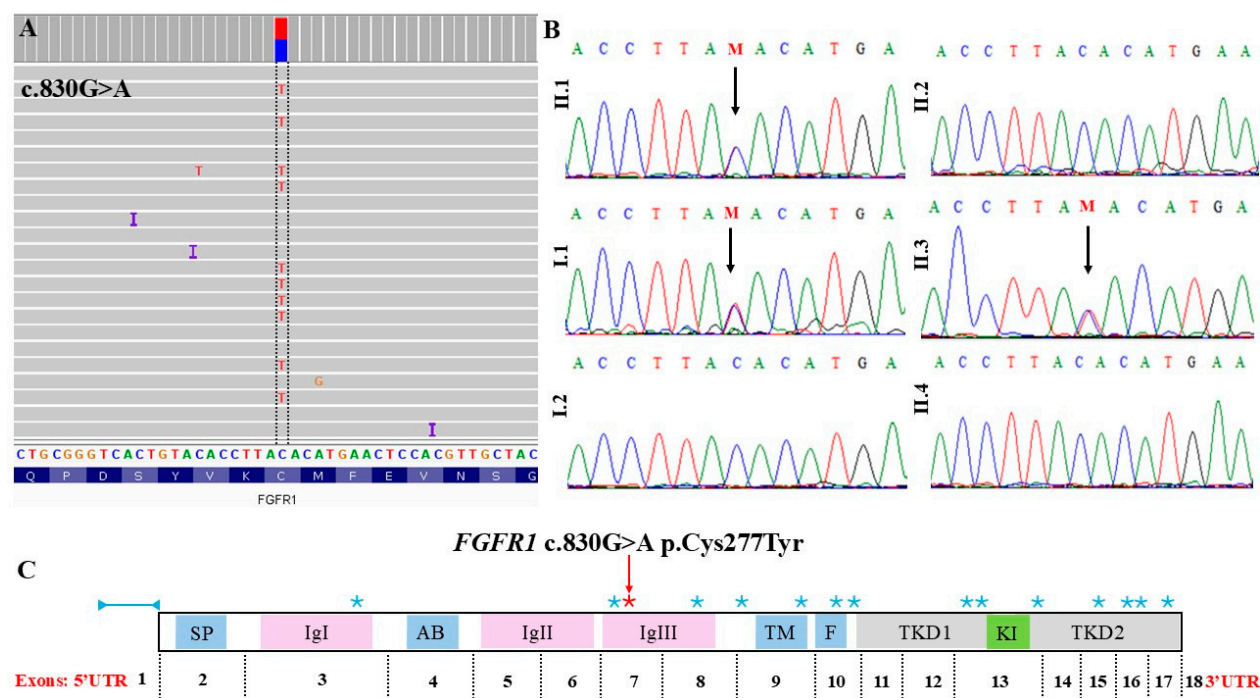 A
c.830G>A
T
T
T T
T
I
I
T
T
T
T
T
G
T
I
CTGCGGGTCACTGTACACCTTACACATGAACTCCACGTTGCTAC
Q P D S Y V K C M F E V N S G
FGFR1
B
II.1
A C C T T A M A C A T G A
II.2
A C C T T A C A C A T G A A
I.1
A C C T T A M A C A T G A
II.3
A C C T T A M A C A T G A
I.2
A C C T T A C A C A T G A
II.4
A C C T T A C A C A T G A A
FGFR1 c.830G>A p.Cys277Tyr
C
* * * * * * * * * * * * * *
SP IgI AB IgII IgIII TM F TKD1 KI TKD2
Exons: 5’UTR 1 2 3 4 5 6 7 8 9 10 11 12 13 14 15 16 17 18 3’UTR